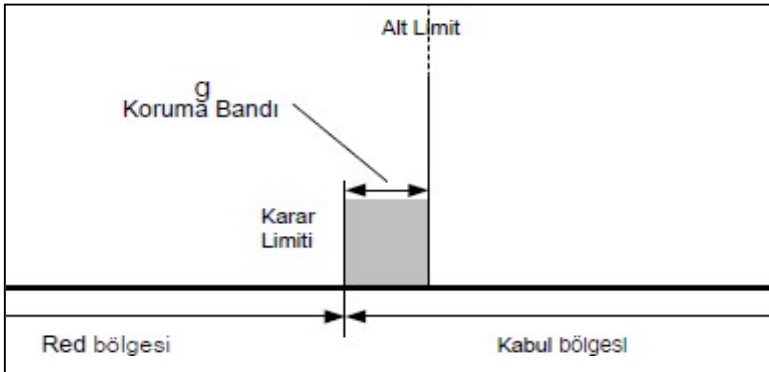 Alt Limit
g
Koruma Bandı
Karar
Limiti
Red bölgesi
Kabul bölgesi